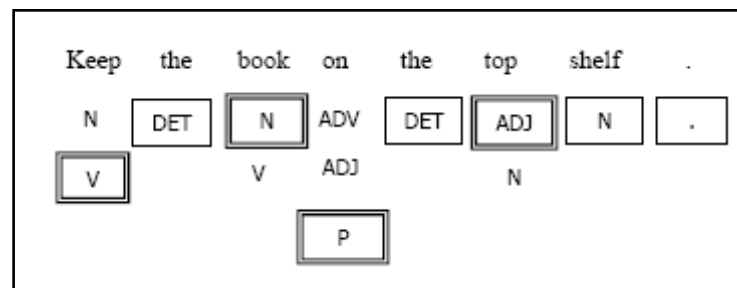 Keep the book on the top shelf .
N DET N ADV DET ADJ N .
V V ADJ N
P